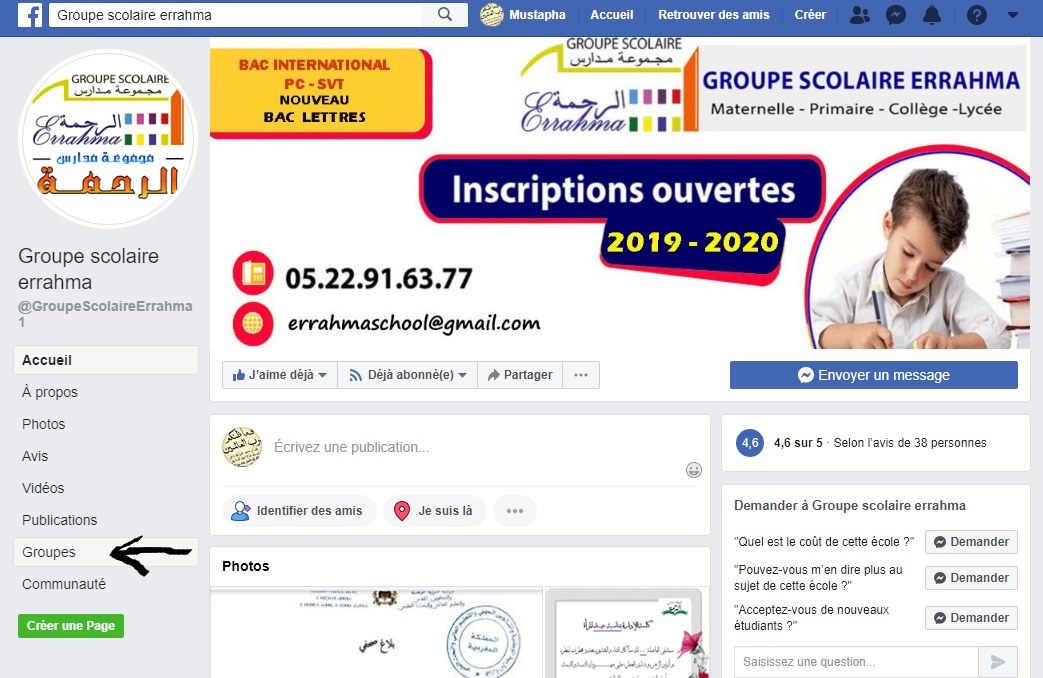 Groupe scolaire errahma
Mustapha
Accueil
Retrouver des amis
Créer
GROUPE SCOLAIRE
مجموعة مدارس
الرحمة
Errahma
مجموعة مدارس
الرحمة
BAC INTERNATIONAL
PC - SVT
NOUVEAU
BAC LETTRES
GROUPE SCOLAIRE
مجموعة مدارس
الرحمة
Errahma
GROUPE SCOLAIRE ERRAHMA
Maternelle - Primaire - Collège -Lycée
Inscriptions ouvertes
2019 - 2020
05.22.91.63.77
errahmaschool@gmail.com
Groupe scolaire
errahma
@GroupeScolaireErrahma
1
Accueil
À propos
Photos
Avis
Vidéos
Publications
Groupes
Communauté
Créer une Page
J'aime déjà
Déjà abonné(e)
Partager
Envoyer un message
Écrivez une publication...
Identifier des amis
Je suis là
Photos
بلاغ صحفي
المملكة
المغربية
4,6
4,6 sur 5 · Selon l'avis de 38 personnes
Demander à Groupe scolaire errahma
"Quel est le coût de cette école ?"
Demander
"Pouvez-vous m'en dire plus au
sujet de cette école ?"
Demander
"Acceptez-vous de nouveaux
étudiants ?"
Demander
Saisissez une question...